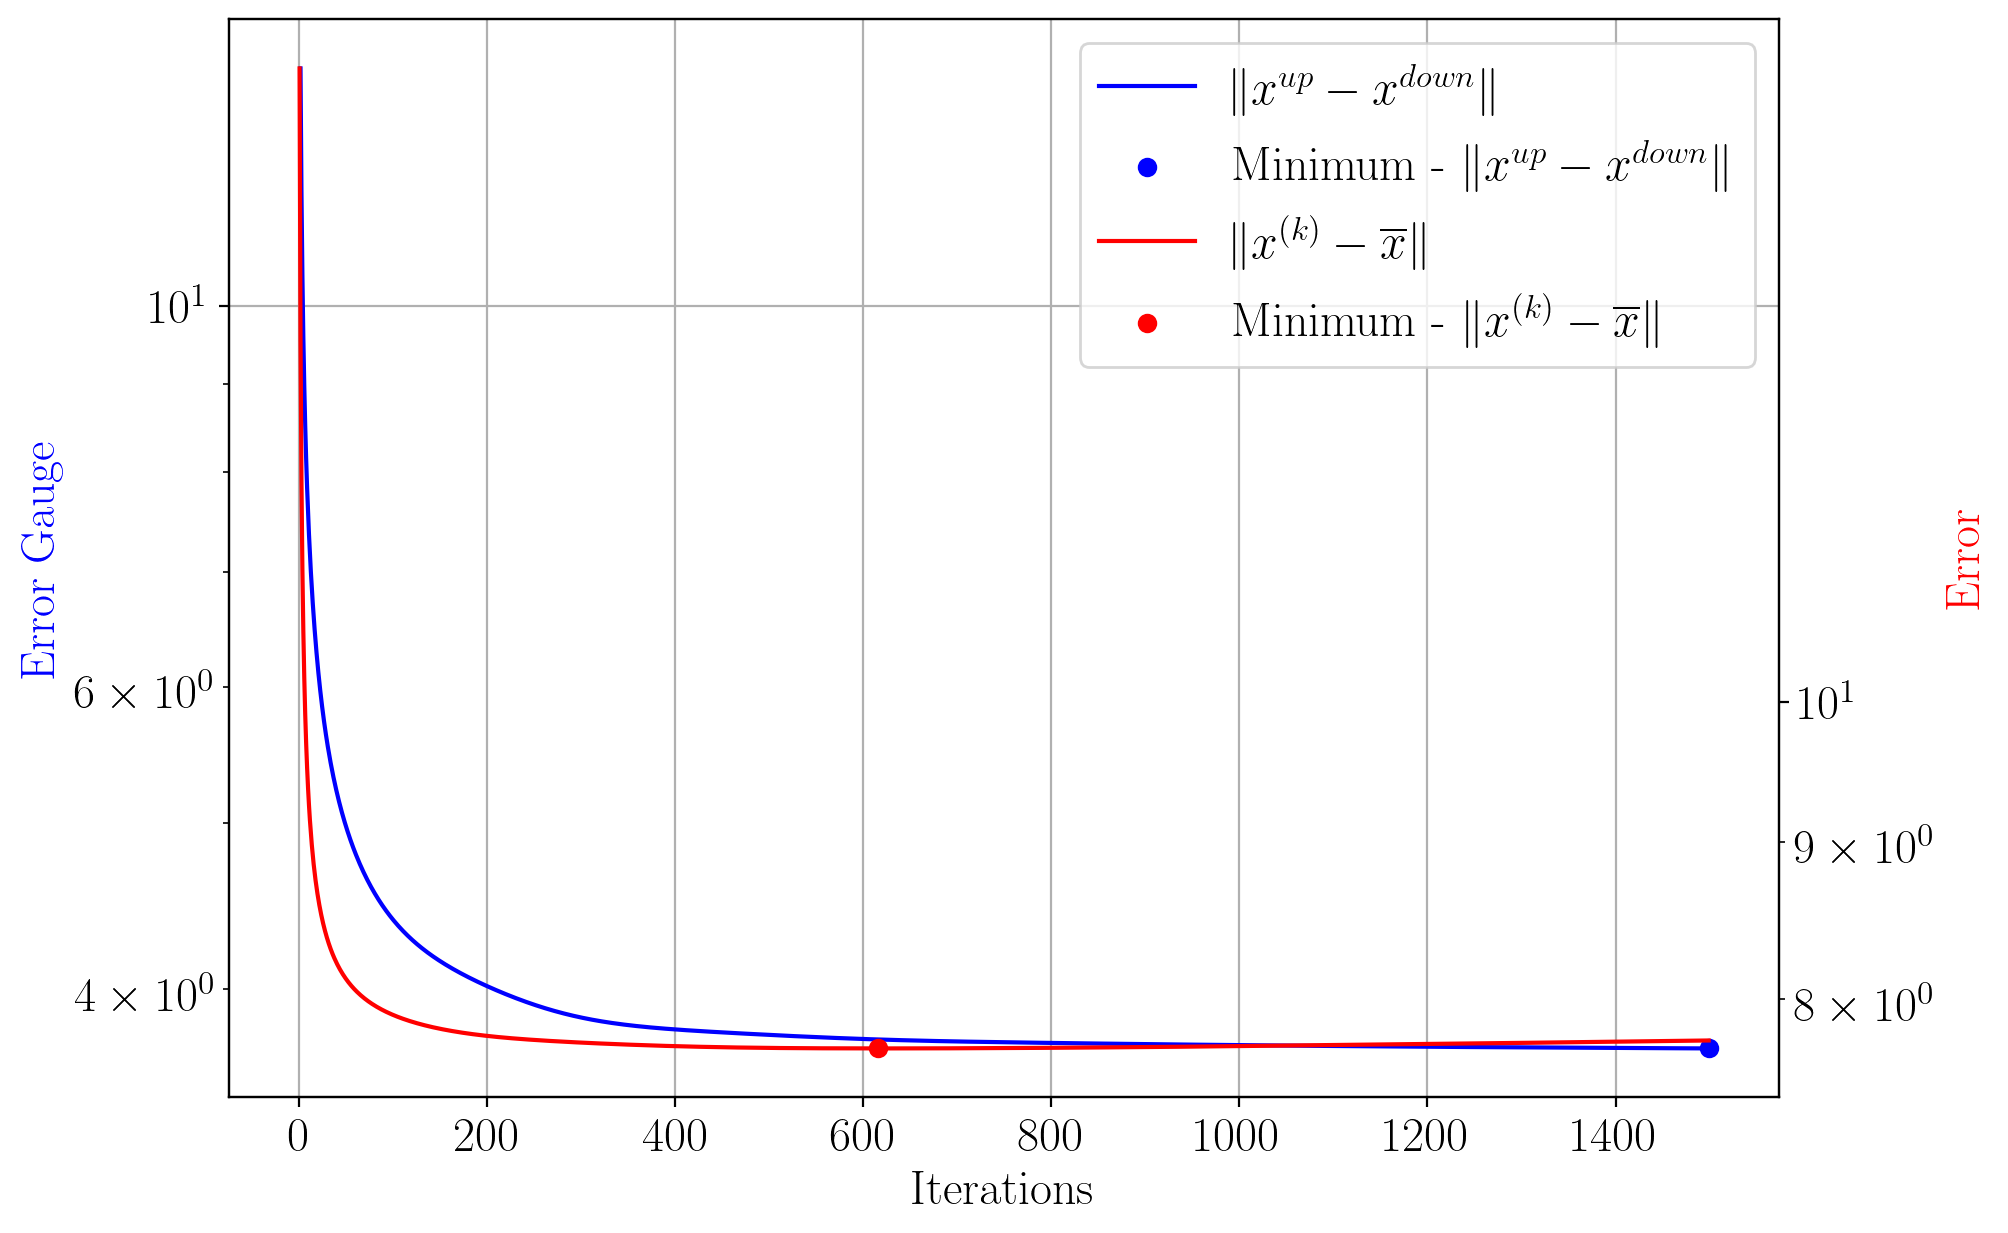 ‖x^{up} − x^{down}‖
Minimum - ‖x^{up} − x^{down}‖
‖x^{(k)} − x̅‖
Minimum - ‖x^{(k)} − x̅‖
Error Gauge
10^1
6 × 10^0
4 × 10^0
Error
10^1
9 × 10^0
8 × 10^0
0 200 400 600 800 1000 1200 1400
Iterations